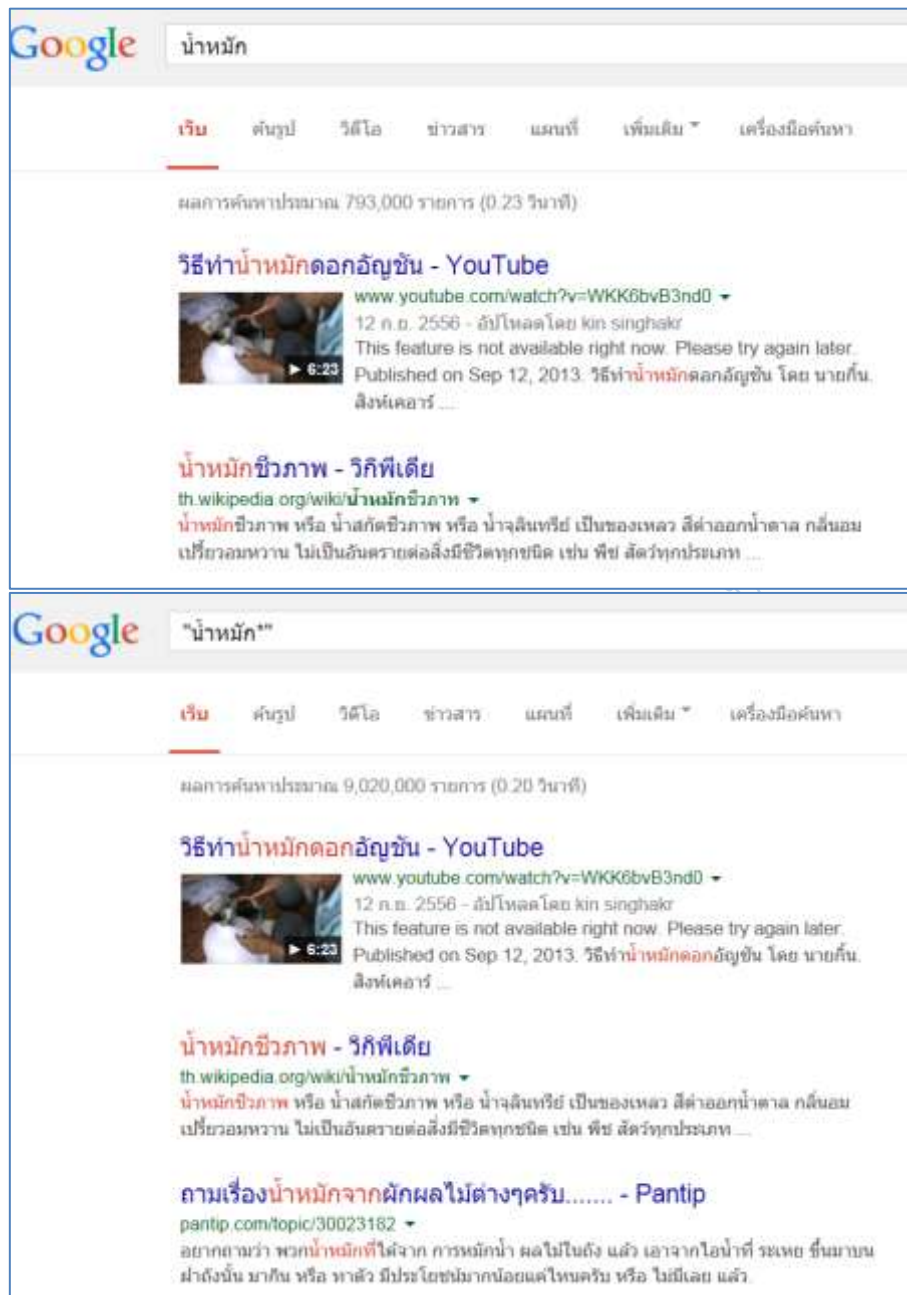 Google น้ำหมัก
เว็บ ค้นรูป วิดีโอ ข่าวสาร แผนที่ เพิ่มเติม เครื่องมือค้นหา
ผลการค้นหาประมาณ 793,000 รายการ (0.23 วินาที)
วิธีทำน้ำหมักดอกอัญชัน - YouTube
www.youtube.com/watch?v=WKK6bvB3nd0
12 ก.ย. 2556 - อัปโหลดโดย kin singhakr
This feature is not available right now. Please try again later.
6:23 Published on Sep 12, 2013. วิธีทำน้ำหมักดอกอัญชัน โดย นายกิ้น.
สิงห์เคอาร์ ...
น้ำหมักชีวภาพ - วิกิพีเดีย
th.wikipedia.org/wiki/น้ำหมักชีวภาพ
น้ำหมักชีวภาพ หรือ น้ำสกัดชีวภาพ หรือ น้ำจุลินทรีย์ เป็นของเหลว สีดำออกน้ำตาล กลิ่นอม
เปรี้ยวอมหวาน ไม่เป็นอันตรายต่อสิ่งมีชีวิตทุกชนิด เช่น พืช สัตว์ทุกประเภท ...
Google "น้ำหมัก*"
เว็บ ค้นรูป วิดีโอ ข่าวสาร แผนที่ เพิ่มเติม เครื่องมือค้นหา
ผลการค้นหาประมาณ 9,020,000 รายการ (0.20 วินาที)
วิธีทำน้ำหมักดอกอัญชัน - YouTube
www.youtube.com/watch?v=WKK6bvB3nd0
12 ก.ย. 2556 - อัปโหลดโดย kin singhakr
This feature is not available right now. Please try again later.
6:23 Published on Sep 12, 2013. วิธีทำน้ำหมักดอกอัญชัน โดย นายกิ้น.
สิงห์เคอาร์ ...
น้ำหมักชีวภาพ - วิกิพีเดีย
th.wikipedia.org/wiki/น้ำหมักชีวภาพ
น้ำหมักชีวภาพ หรือ น้ำสกัดชีวภาพ หรือ น้ำจุลินทรีย์ เป็นของเหลว สีดำออกน้ำตาล กลิ่นอม
เปรี้ยวอมหวาน ไม่เป็นอันตรายต่อสิ่งมีชีวิตทุกชนิด เช่น พืช สัตว์ทุกประเภท ...
ถามเรื่องน้ำหมักจากผักผลไม้ต่างๆครับ....... - Pantip
pantip.com/topic/30023182
อยากถามว่า พวกน้ำหมักที่ได้จาก การหมักน้ำ ผลไม้ในถัง แล้ว เอาจากไอน้ำที่ ระเหย ขึ้นมาบน
ฝาถังนั้น มากิน หรือ ทาตัว มีประโยชน์มากน้อยแค่ไหนครับ หรือ ไม่มีเลย แล้ว.